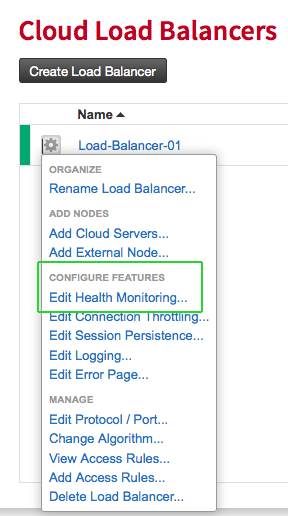 Cloud Load Balancers
Create Load Balancer
Name
Load-Balancer-01
ORGANIZE
Rename Load Balancer...
ADD NODES
Add Cloud Servers...
Add External Node...
CONFIGURE FEATURES
Edit Health Monitoring...
Edit Connection Throttling...
Edit Session Persistence...
Edit Logging...
Edit Error Page...
MANAGE
Edit Protocol / Port...
Change Algorithm...
View Access Rules...
Add Access Rules...
Delete Load Balancer...